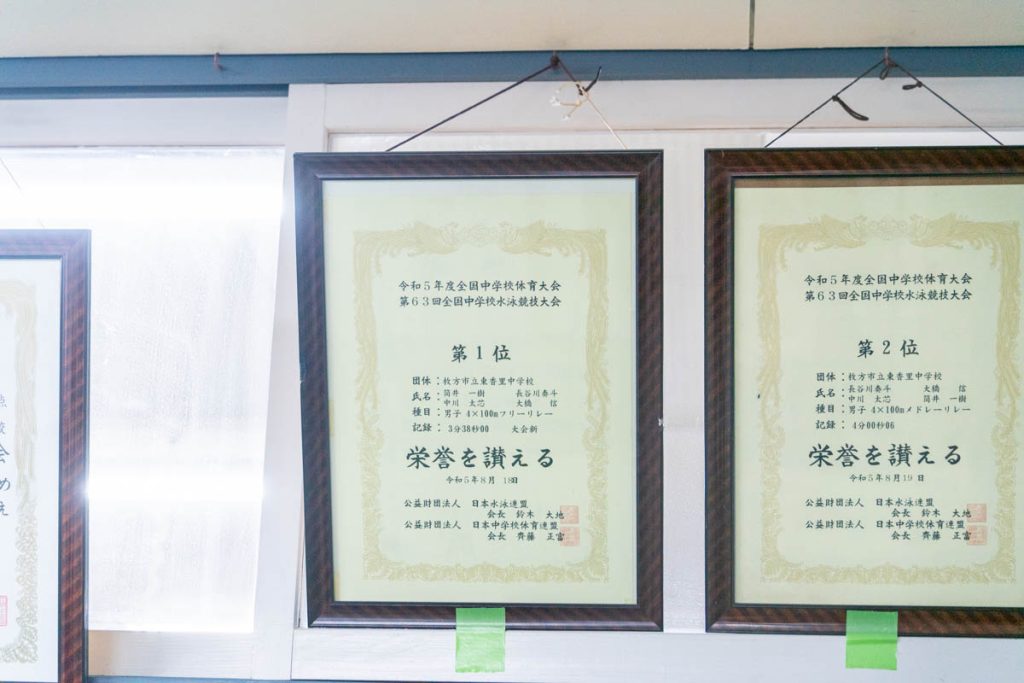 令和5年度全国中学校体育大会
第63回全国中学校水泳競技大会
第1位
団体：枚方市立東香里中学校
氏名：筒井 一樹 長谷川奏斗
中川 太芯 大橋 信
種目：男子 4×100mフリーリレー
記録：3分38秒00 大会新
栄誉を讃える
令和5年8月 18日
公益財団法人 日本水泳連盟
会長 鈴木 大地
公益財団法人 日本中学校体育連盟
会長 齊藤 正富
令和5年度全国中学校体育大会
第63回全国中学校水泳競技大会
第2位
団体：枚方市立東香里中学校
氏名：長谷川奏斗 大橋 信
中川 太芯 筒井 一樹
種目：男子 4×100mメドレーリレー
記録：4分00秒06
栄誉を讃える
令和5年8月19日
公益財団法人 日本水泳連盟
会長 鈴木 大地
公益財団法人 日本中学校体育連盟
会長 齊藤 正富